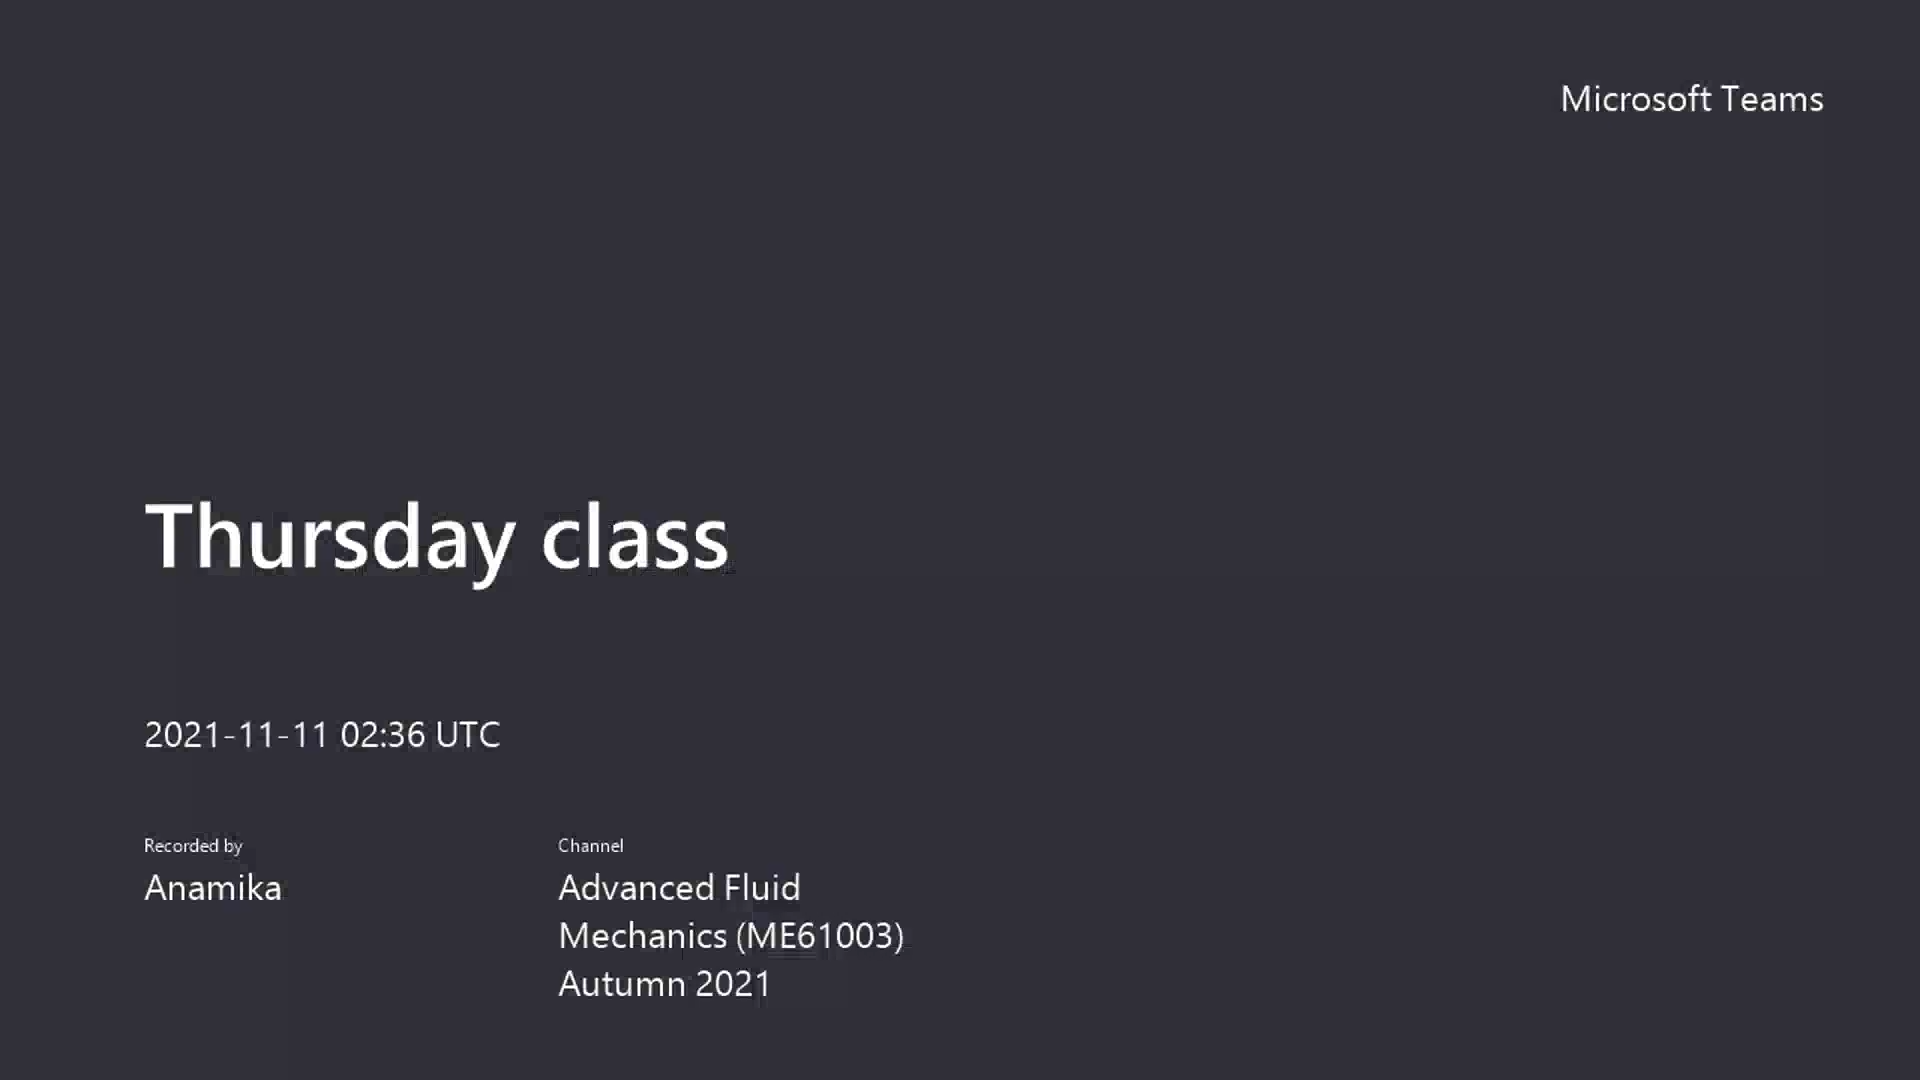 Microsoft Teams
Thursday class
2021-11-11 02:36 UTC
Recorded by
Anamika
Channel
Advanced Fluid
Mechanics (ME61003)
Autumn 2021